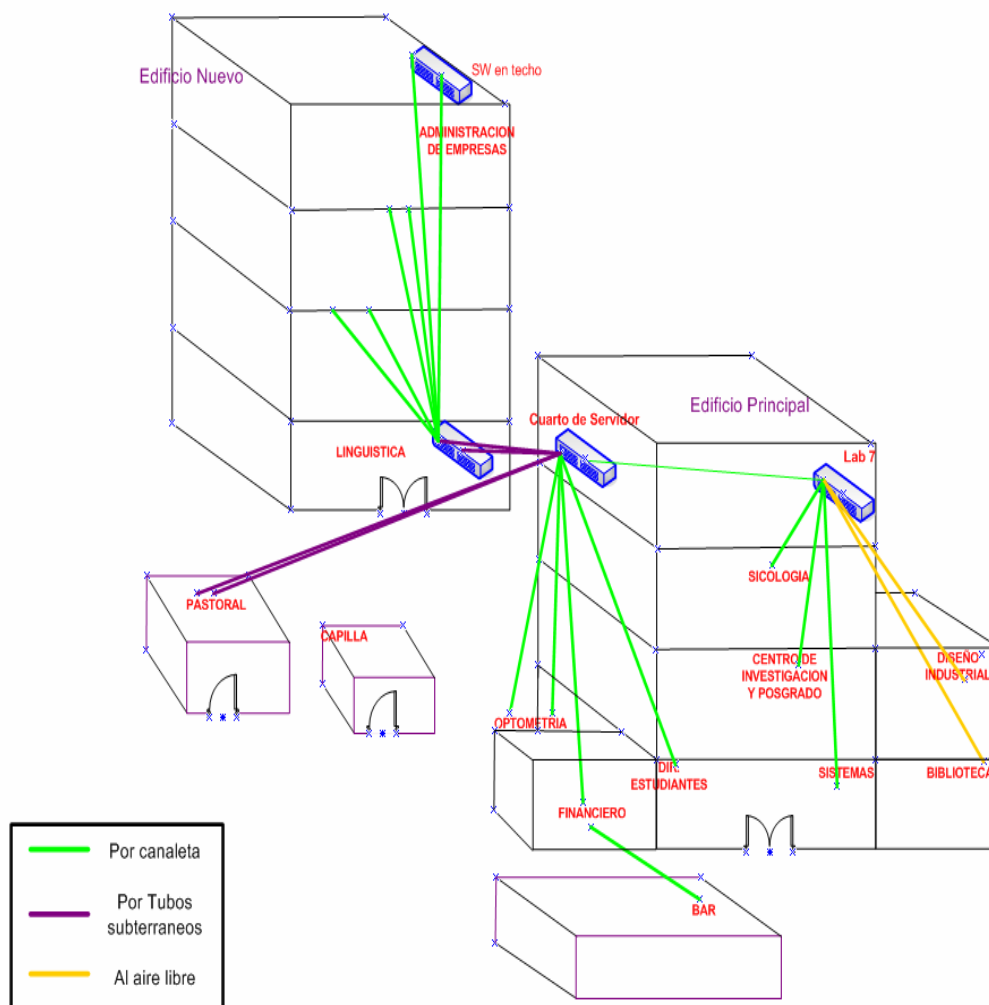 Edificio Nuevo
SW en techo
ADMINISTRACION
DE EMPRESAS
Edificio Principal
Cuarto de Servidor
LINGUISTICA
Lab 7
SICOLOGIA
PASTORAL
CAPILLA
CENTRO DE
INVESTIGACION
Y POSGRADO
DISEÑO
INDUSTRIAL
OPTOMETRIA
DIR.
ESTUDIANTES
SISTEMAS
BIBLIOTECA
FINANCIERO
BAR
Por canaleta
Por Tubos
subterraneos
Al aire libre